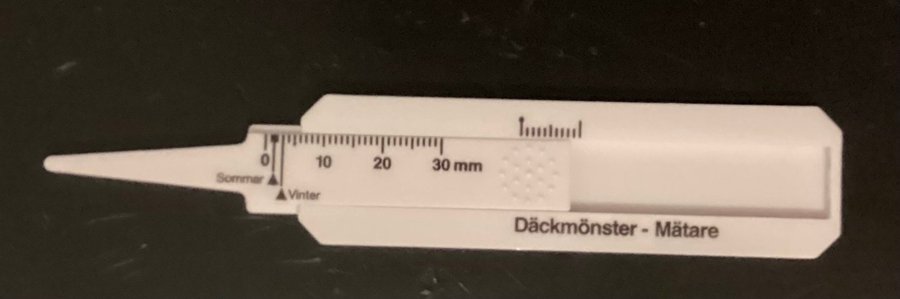 0 10 20 30 mm
Sommar
Vinter
Däckmönster - Mätare